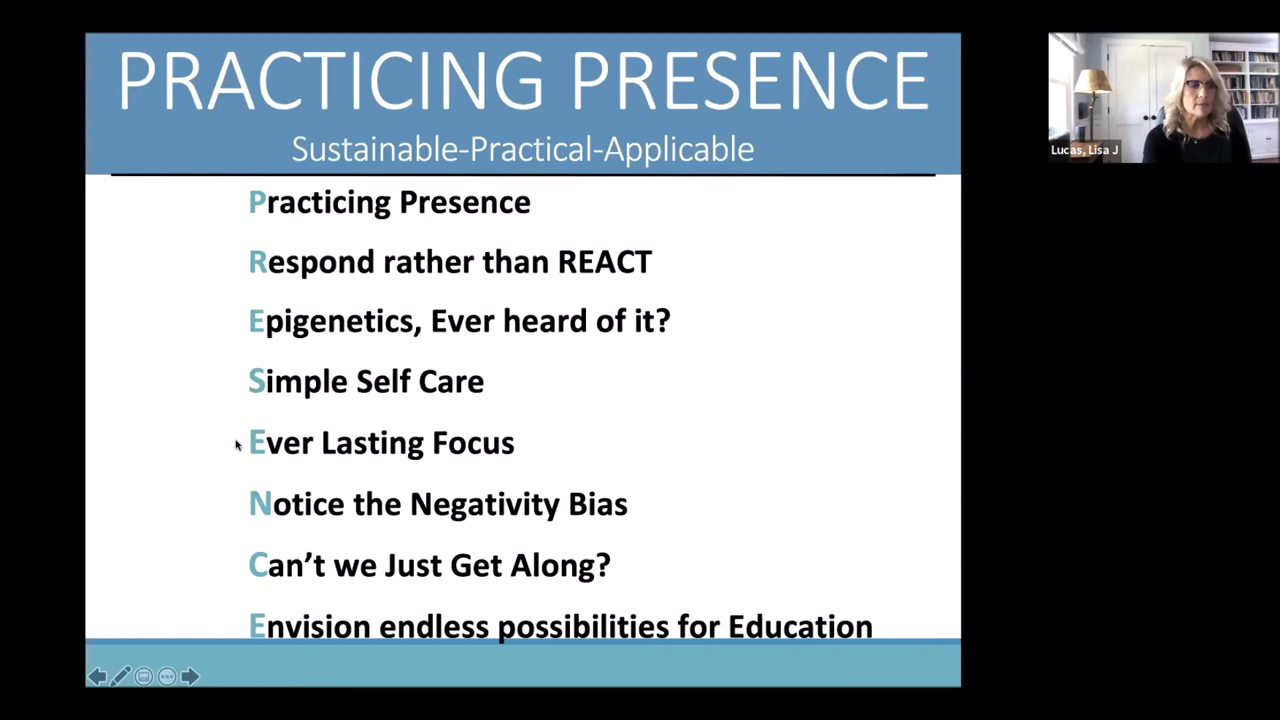 PRACTICING PRESENCE
Sustainable-Practical-Applicable
Practicing Presence
Respond rather than REACT
Epigenetics, Ever heard of it?
Simple Self Care
Ever Lasting Focus
Notice the Negativity Bias
Can’t we Just Get Along?
Envision endless possibilities for Education
Lucas, Lisa J